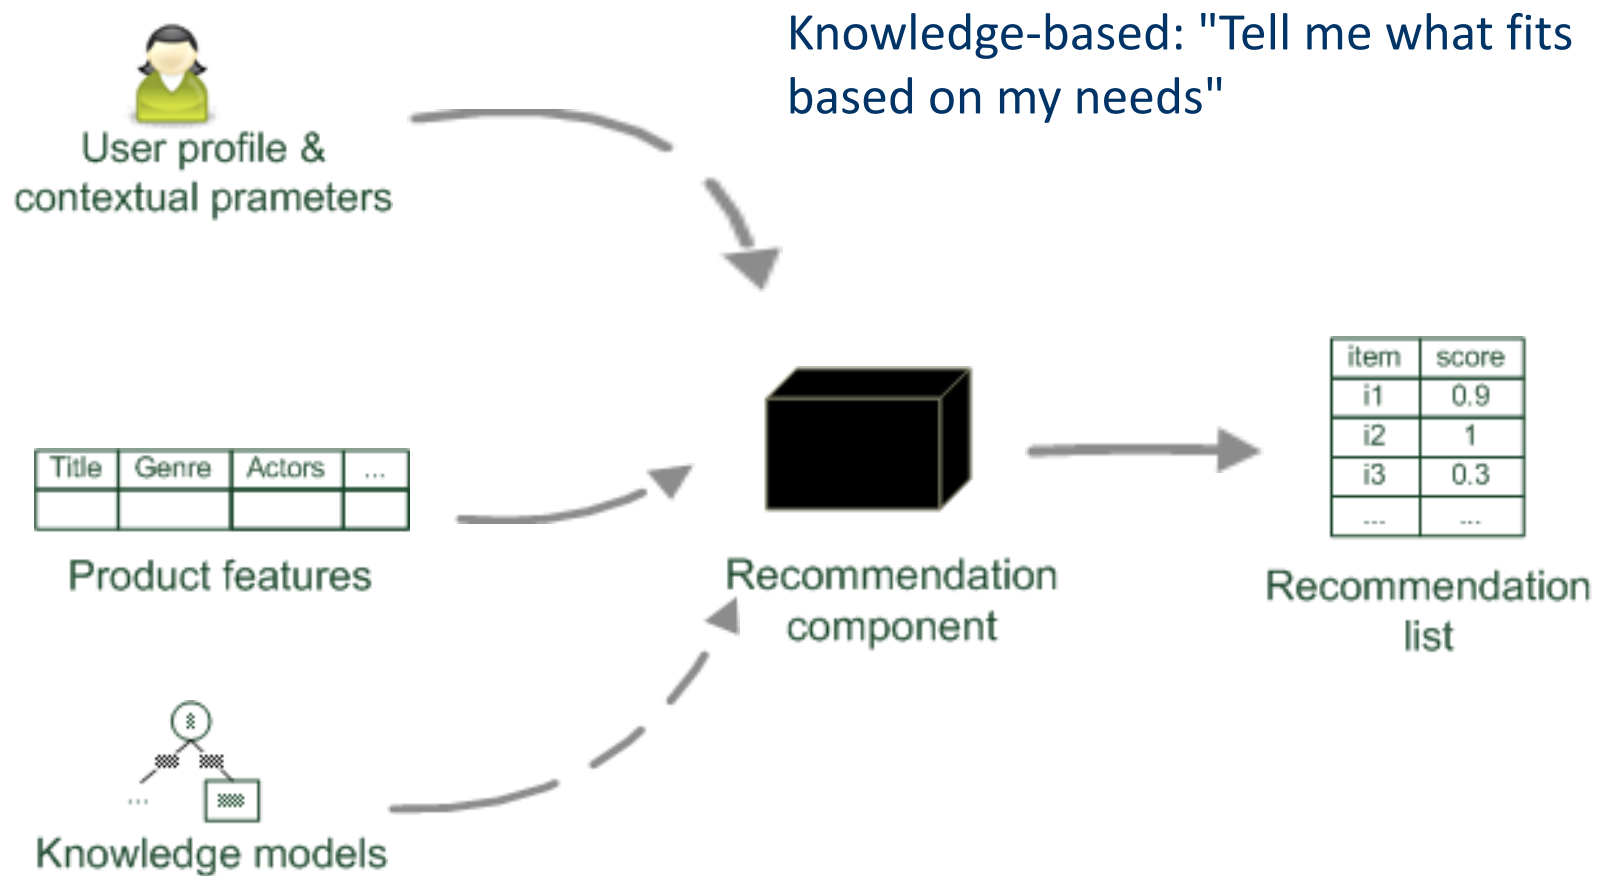 Knowledge-based: "Tell me what fits
based on my needs"
User profile &
contextual prameters
Title Genre Actors ...
Product features
Knowledge models
...
Recommendation
component
item score
i1 0.9
i2 1
i3 0.3
... ...
Recommendation
list